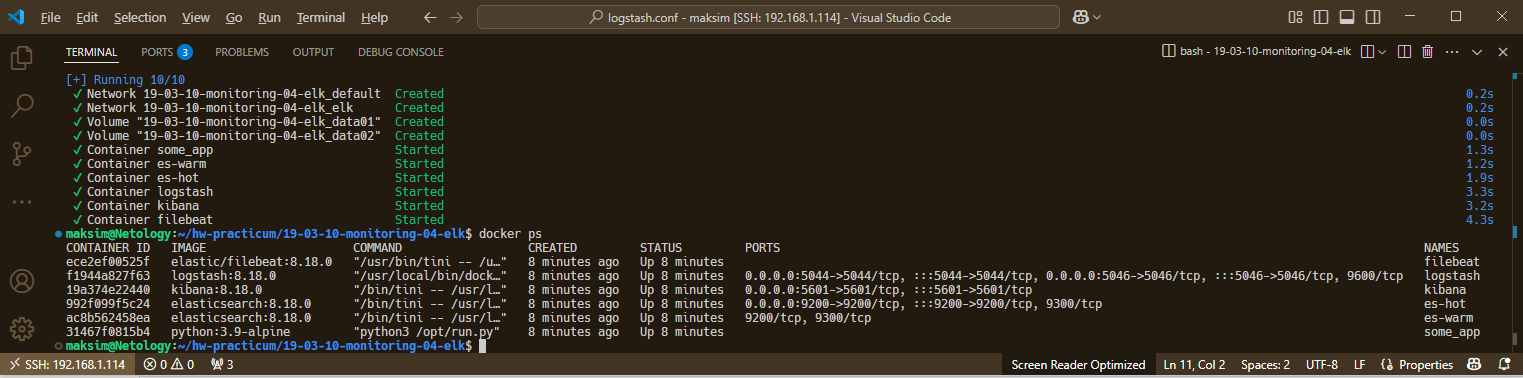 File Edit Selection View Go Run Terminal Help logstash.conf - maksim [SSH: 192.168.1.114] - Visual Studio Code
TERMINAL PORTS 3 PROBLEMS OUTPUT DEBUG CONSOLE bash - 19-03-10-monitoring-04-elk
[+] Running 10/10
✓ Network 19-03-10-monitoring-04-elk_default Created 0.2s
✓ Network 19-03-10-monitoring-04-elk_elk Created 0.2s
✓ Volume "19-03-10-monitoring-04-elk_data01" Created 0.0s
✓ Volume "19-03-10-monitoring-04-elk_data02" Created 0.0s
✓ Container some_app Started 1.3s
✓ Container es-warm Started 1.2s
✓ Container es-hot Started 1.9s
✓ Container logstash Started 3.3s
✓ Container kibana Started 3.2s
✓ Container filebeat Started 4.3s
maksim@Netology:~/hw-practicum/19-03-10-monitoring-04-elk$ docker ps
CONTAINER ID IMAGE COMMAND CREATED STATUS PORTS NAMES
ece2ef00525f elastic/filebeat:8.18.0 "/usr/bin/tini -- /u…" 8 minutes ago Up 8 minutes filebeat
f1944a827f63 logstash:8.18.0 "/usr/local/bin/dock…" 8 minutes ago Up 8 minutes 0.0.0.0:5044->5044/tcp, :::5044->5044/tcp, 0.0.0.0:5046->5046/tcp, :::5046->5046/tcp, 9600/tcp logstash
19a374e22440 kibana:8.18.0 "/bin/tini -- /usr/l…" 8 minutes ago Up 8 minutes 0.0.0.0:5601->5601/tcp, :::5601->5601/tcp kibana
992f099f5c24 elasticsearch:8.18.0 "/bin/tini -- /usr/l…" 8 minutes ago Up 8 minutes 0.0.0.0:9200->9200/tcp, :::9200->9200/tcp, 9300/tcp es-hot
ac8b562458ea elasticsearch:8.18.0 "/bin/tini -- /usr/l…" 8 minutes ago Up 8 minutes 9200/tcp, 9300/tcp es-warm
31467f0815b4 python:3.9-alpine "python3 /opt/run.py" 8 minutes ago Up 8 minutes some_app
maksim@Netology:~/hw-practicum/19-03-10-monitoring-04-elk$
SSH: 192.168.1.114 0 0 3 Screen Reader Optimized Ln 11, Col 2 Spaces: 2 UTF-8 LF Properties